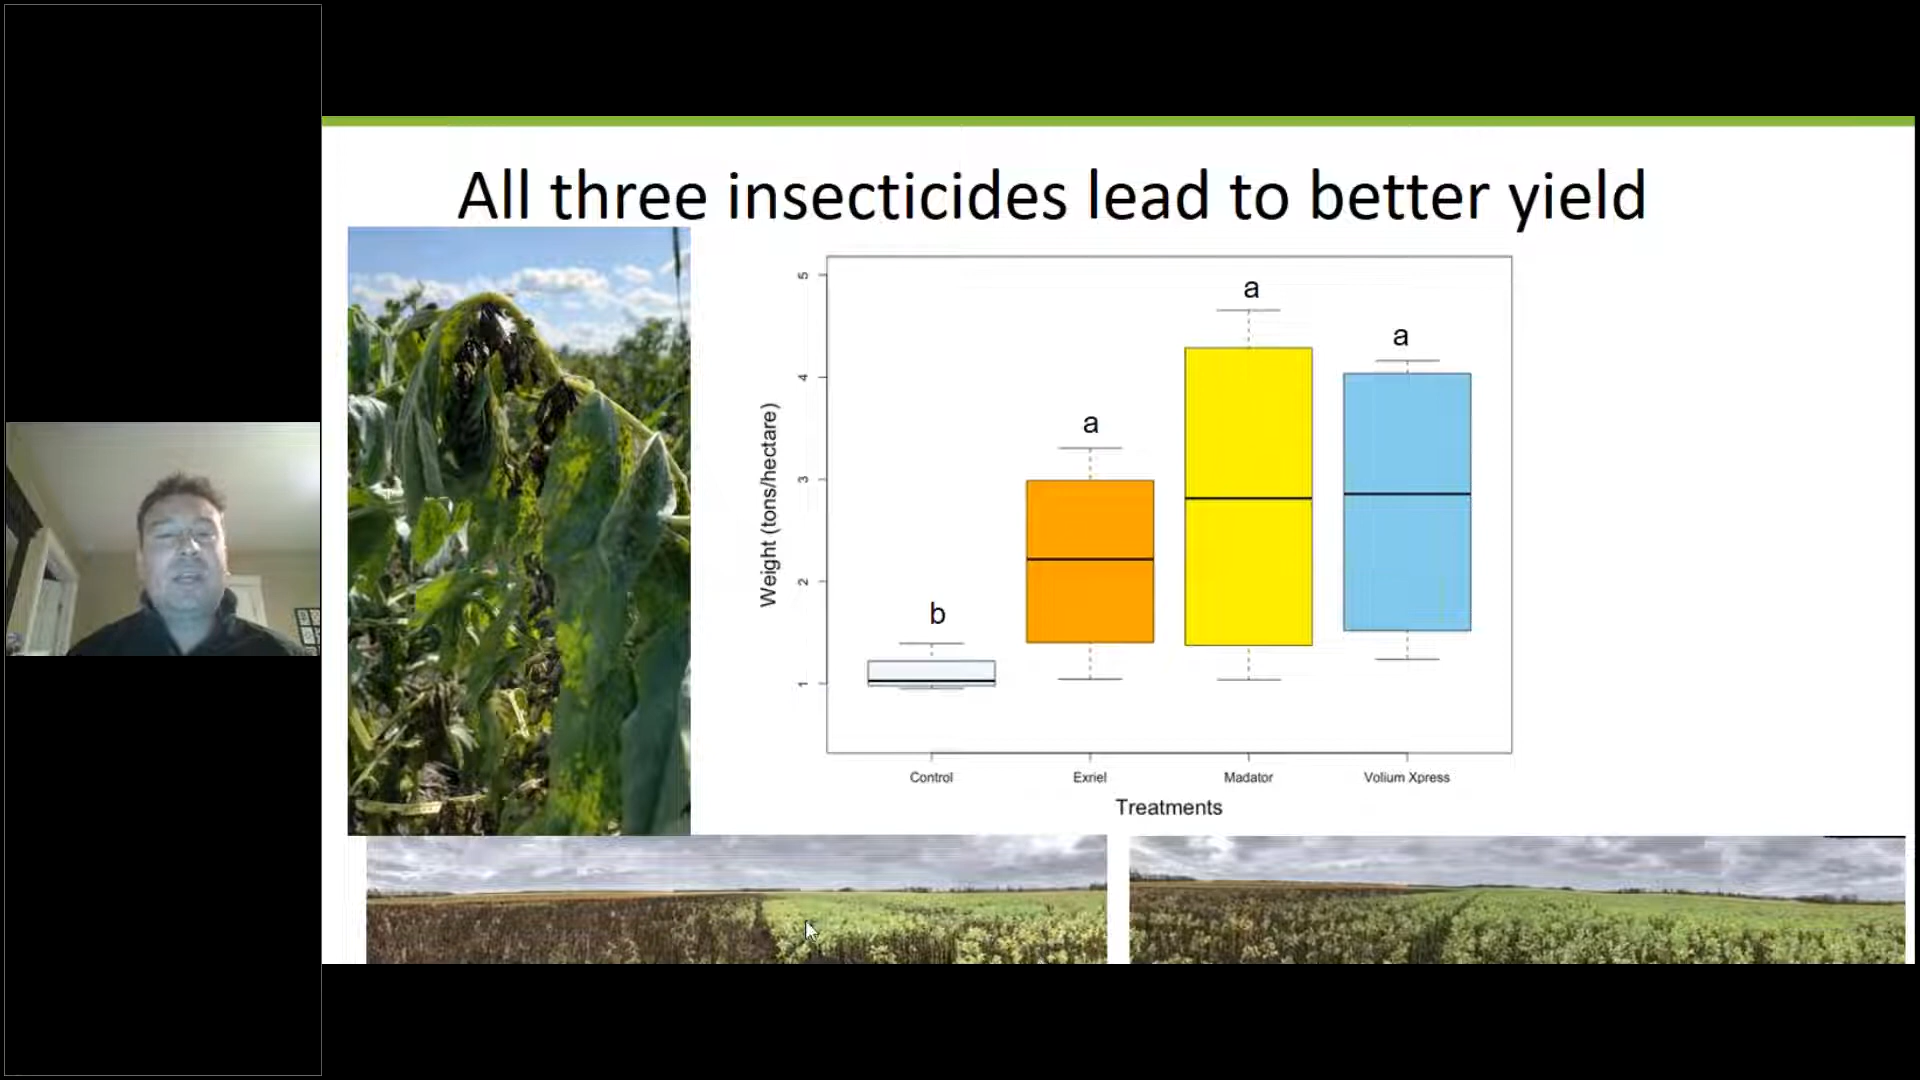 All three insecticides lead to better yield
5
4
3
2
1
Weight (tons/hectare)
b
a
a
a
Control
Exriel
Madator
Volium Xpress
Treatments